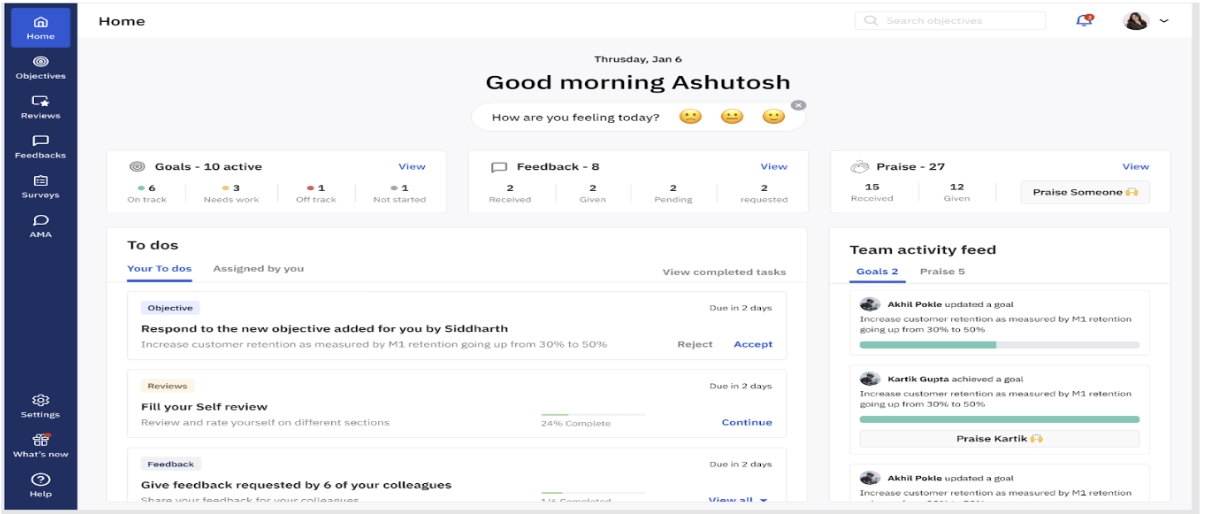 Home
Search objectives
2
Home
Objectives
Reviews
Feedbacks
Surveys
AMA
Settings
What's new
Help
Thrusday, Jan 6
Good morning Ashutosh
How are you feeling today?
Goals - 10 active View
6 3 1 1
On track Needs work Off track Not started
Feedback - 8 View
2 2 2 2
Received Given Pending requested
Praise - 27 View
15 12
Received Given
Praise Someone 🙌
To dos
Your To dos Assigned by you View completed tasks
Objective Due in 2 days
Respond to the new objective added for you by Siddharth
Increase customer retention as measured by M1 retention going up from 30% to 50% Reject Accept
Reviews Due in 2 days
Fill your Self review
Review and rate yourself on different sections 24% Complete Continue
Feedback Due in 2 days
Give feedback requested by 6 of your colleagues
Share your feedback for your colleagues 1/6 Completed View all
Team activity feed
Goals 2 Praise 5
Akhil Pokle updated a goal
Increase customer retention as measured by M1 retention
going up from 30% to 50%
Kartik Gupta achieved a goal
Increase customer retention as measured by M1 retention
going up from 30% to 50%
Praise Kartik 🙌
Akhil Pokle updated a goal
Increase customer retention as measured by M1 retention